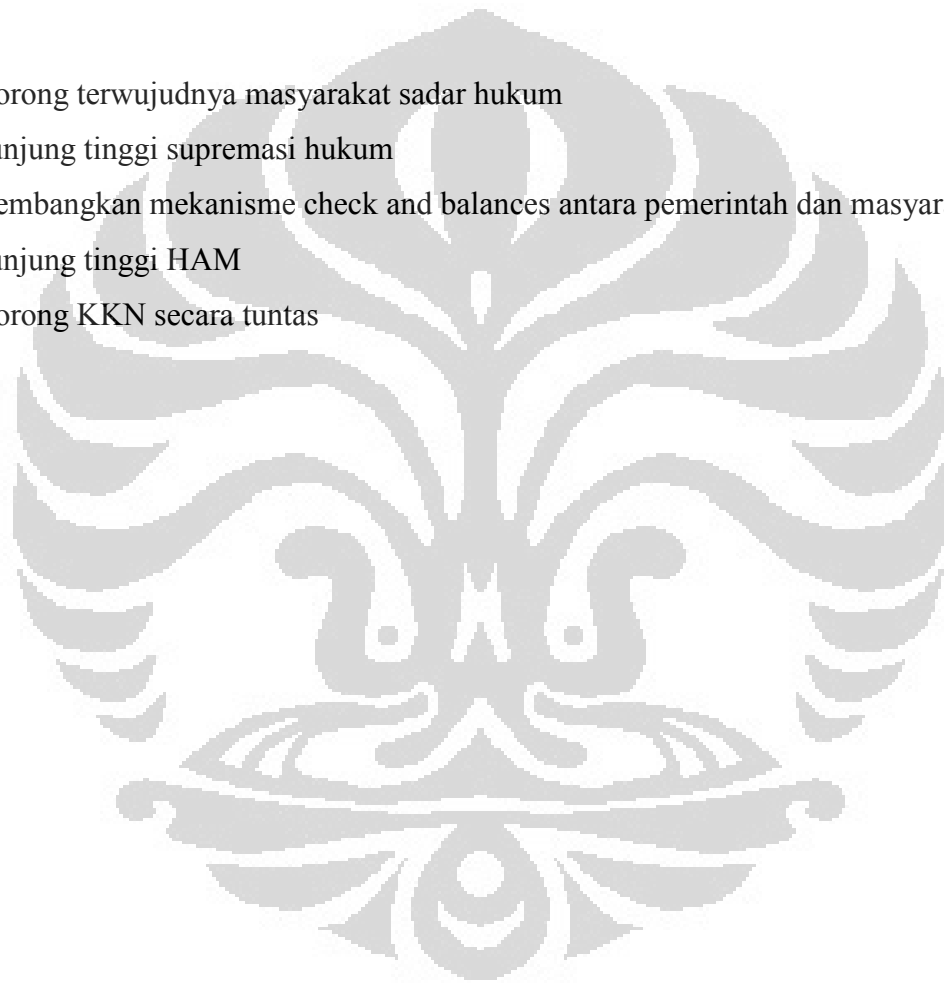 orong terwujudnya masyarakat sadar hukum
unjung tinggi supremasi hukum
embangkan mekanisme check and balances antara pemerintah dan masyar
unjung tinggi HAM
orong KKN secara tuntas